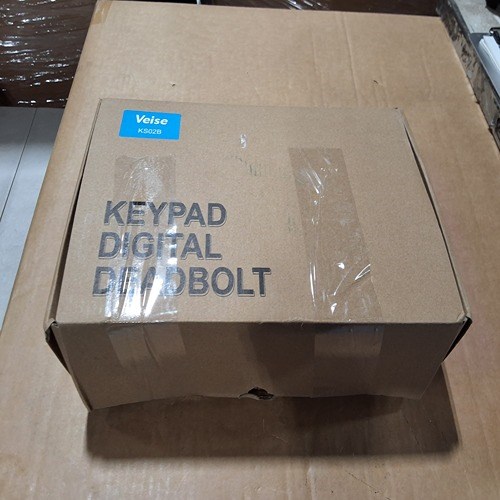 Veise
KS02B
KEYPAD
DIGITAL
DEADBOLT